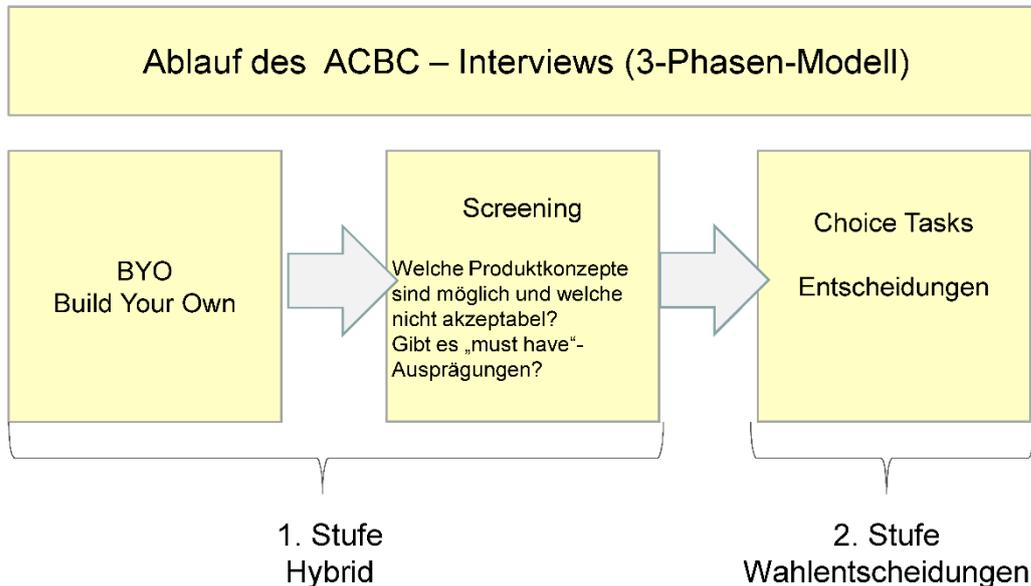 Ablauf des ACBC – Interviews (3-Phasen-Modell)
BYO
Build Your Own
Screening
Welche Produktkonzepte
sind möglich und welche
nicht akzeptabel?
Gibt es „must have“-
Ausprägungen?
Choice Tasks
Entscheidungen
1. Stufe
Hybrid
2. Stufe
Wahlentscheidungen